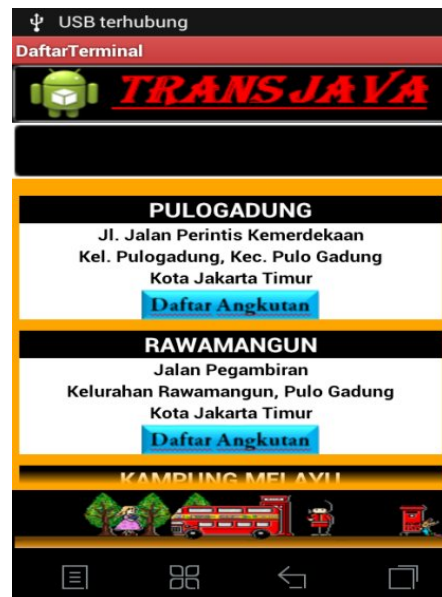 USB terhubung
DaftarTerminal
TRANSJAVA
PULOGADUNG
Jl. Jalan Perintis Kemerdekaan
Kel. Pulogadung, Kec. Pulo Gadung
Kota Jakarta Timur
Daftar Angkutan
RAWAMANGUN
Jalan Pegambiran
Kelurahan Rawamangun, Pulo Gadung
Kota Jakarta Timur
Daftar Angkutan
KAMPUNG MELAYU